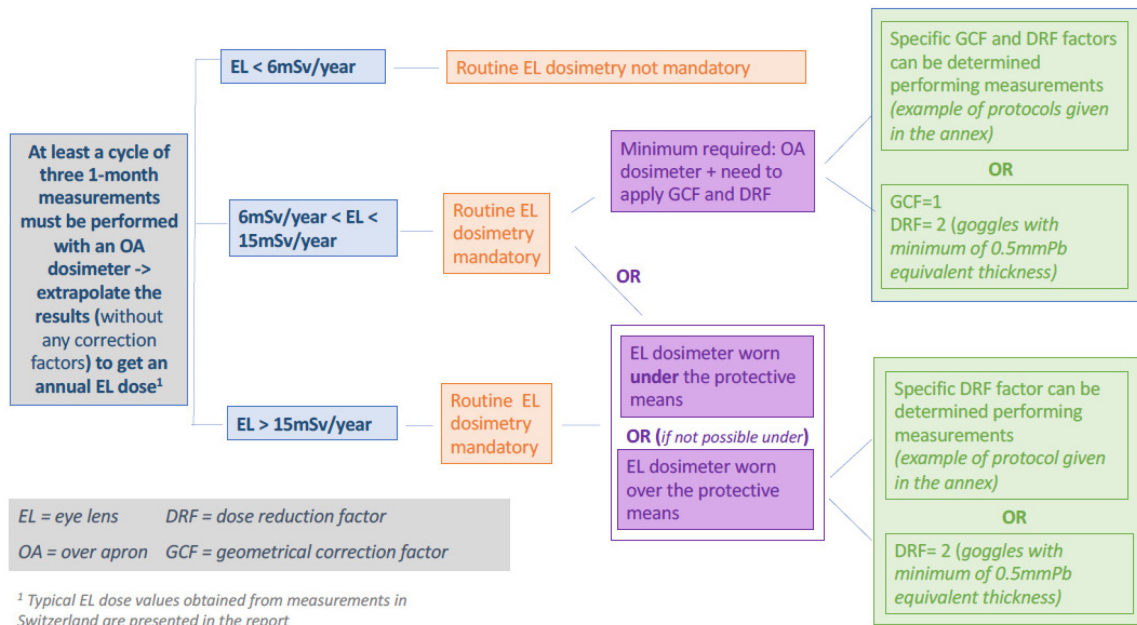 At least a cycle of
three 1-month
measurements
must be performed
with an OA
dosimeter ->
extrapolate the
results (without
any correction
factors) to get an
annual EL dose¹
EL < 6mSv/year
Routine EL dosimetry not mandatory
6mSv/year < EL <
15mSv/year
Routine EL
dosimetry
mandatory
Minimum required: OA
dosimeter + need to
apply GCF and DRF
Specific GCF and DRF factors
can be determined
performing measurements
(example of protocols given
in the annex)
OR
GCF=1
DRF= 2 (goggles with
minimum of 0.5mmPb
equivalent thickness)
OR
EL > 15mSv/year
Routine EL
dosimetry
mandatory
EL dosimeter worn
under the protective
means
OR (if not possible under)
EL dosimeter worn
over the protective
means
Specific DRF factor can be
determined performing
measurements
(example of protocol given
in the annex)
OR
DRF= 2 (goggles with
minimum of 0.5mmPb
equivalent thickness)
EL = eye lens DRF = dose reduction factor
OA = over apron GCF = geometrical correction factor
¹ Typical EL dose values obtained from measurements in
Switzerland are presented in the report